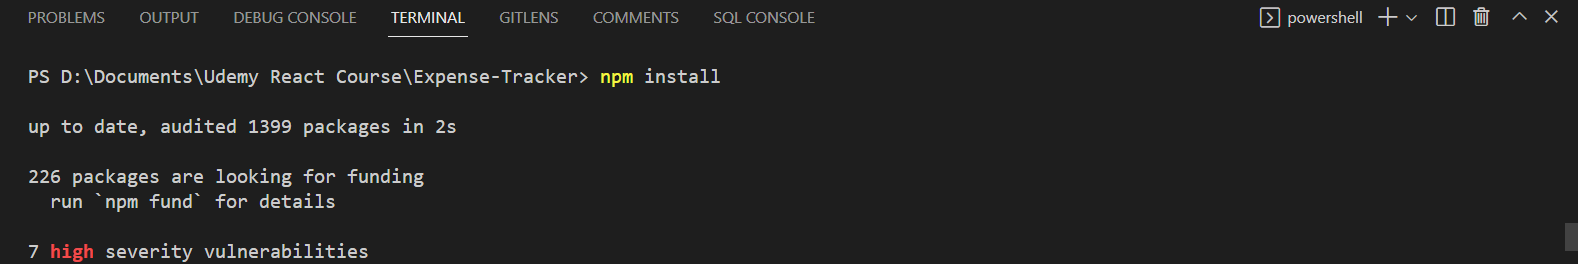 PROBLEMS OUTPUT DEBUG CONSOLE TERMINAL GITLENS COMMENTS SQL CONSOLE powershell
PS D:\Documents\Udemy React Course\Expense-Tracker> npm install
up to date, audited 1399 packages in 2s
226 packages are looking for funding
run `npm fund` for details
7 high severity vulnerabilities